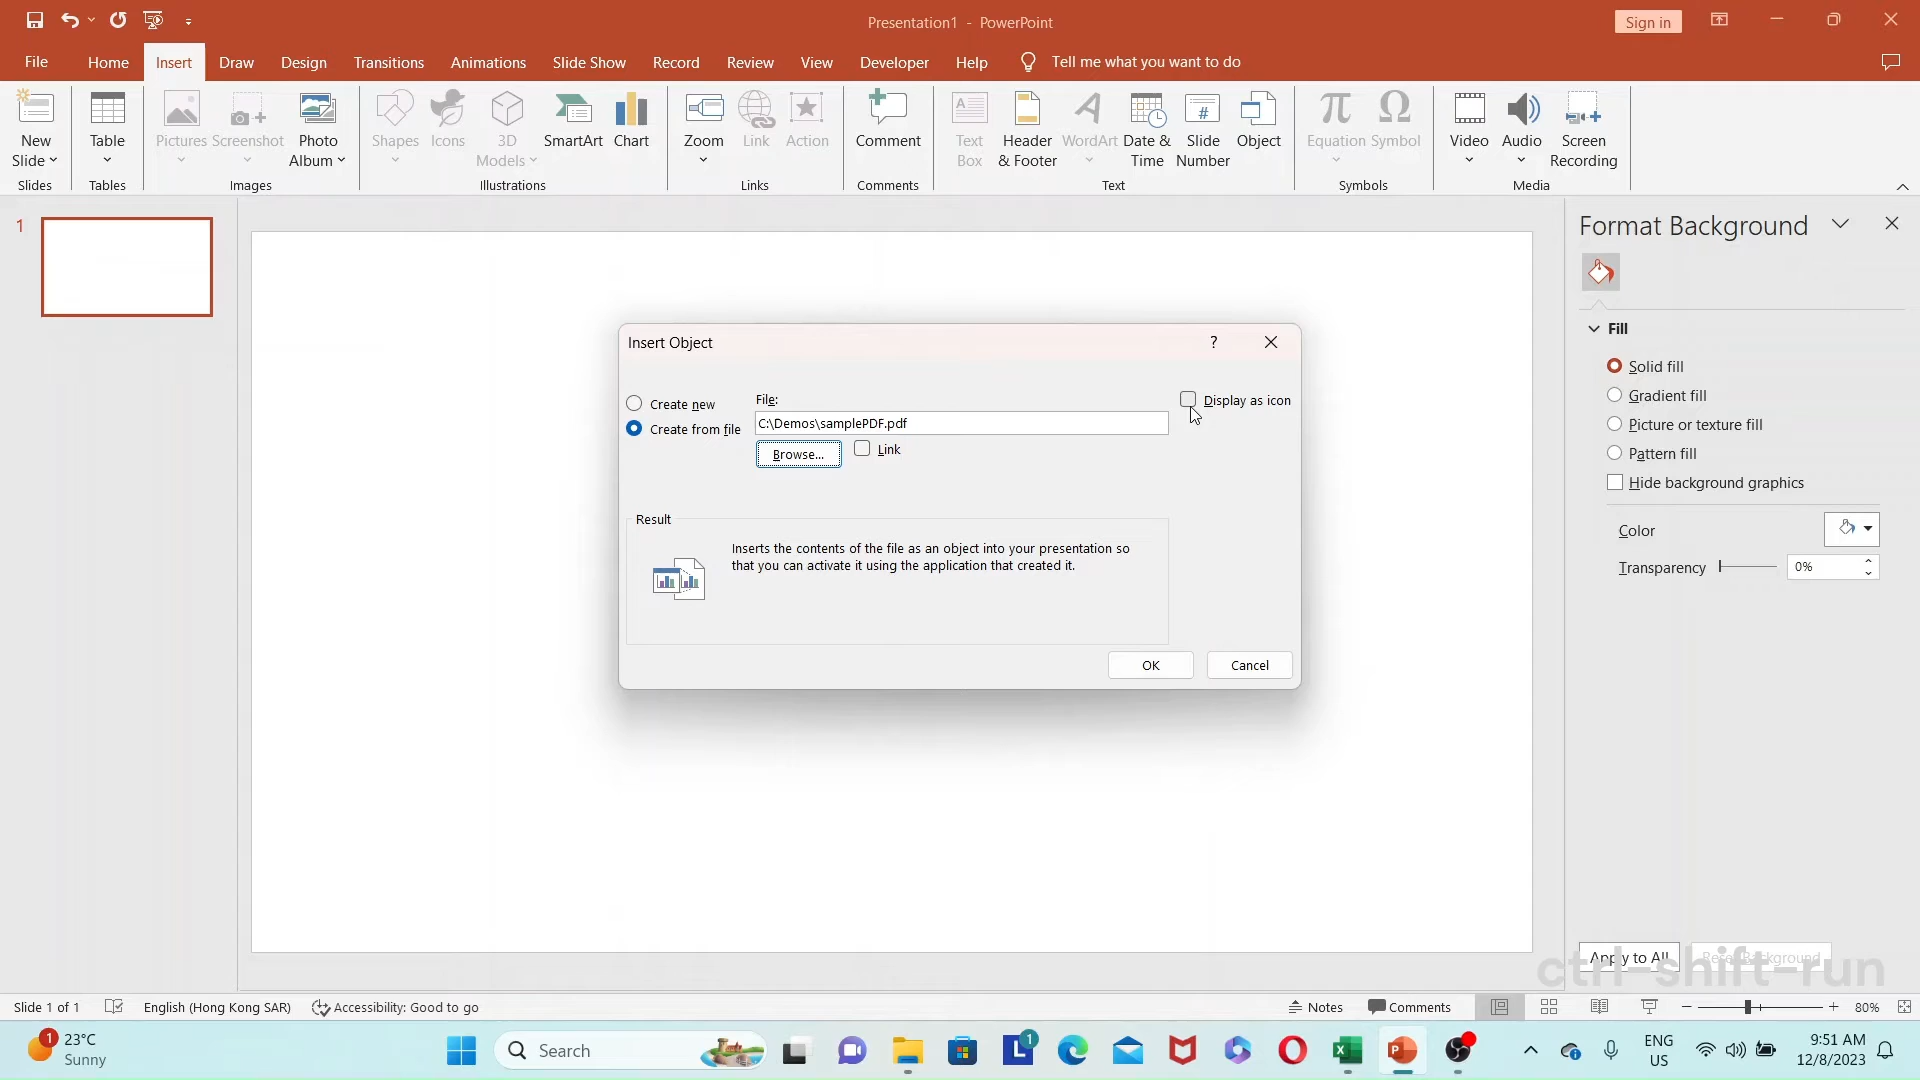 Presentation1 - PowerPoint
Sign in
File Home Insert Draw Design Transitions Animations Slide Show Record Review View Developer Help Tell me what you want to do
New Slide
Table
Pictures
Screenshot
Photo Album
Shapes
Icons
3D Models
SmartArt
Chart
Zoom
Link
Action
Comment
Text Box
Header & Footer
WordArt
Date & Time
Slide Number
Object
Equation
Symbol
Video
Audio
Screen Recording
Slides Tables Images Illustrations Links Comments Text Symbols Media
1
Format Background
Fill
Solid fill
Gradient fill
Picture or texture fill
Pattern fill
Hide background graphics
Color
Transparency 0%
Apply to All Reset Background
Insert Object
?
Create new
Create from file
File:
C:\Demos\samplePDF.pdf
Browse...
Link
Display as icon
Result
Inserts the contents of the file as an object into your presentation so
that you can activate it using the application that created it.
OK Cancel
ctrl-shift-run
Slide 1 of 1 English (Hong Kong SAR) Accessibility: Good to go Notes Comments 80%
1
23°C
Sunny
Search
L
1
ENG
US
9:51 AM
12/8/2023